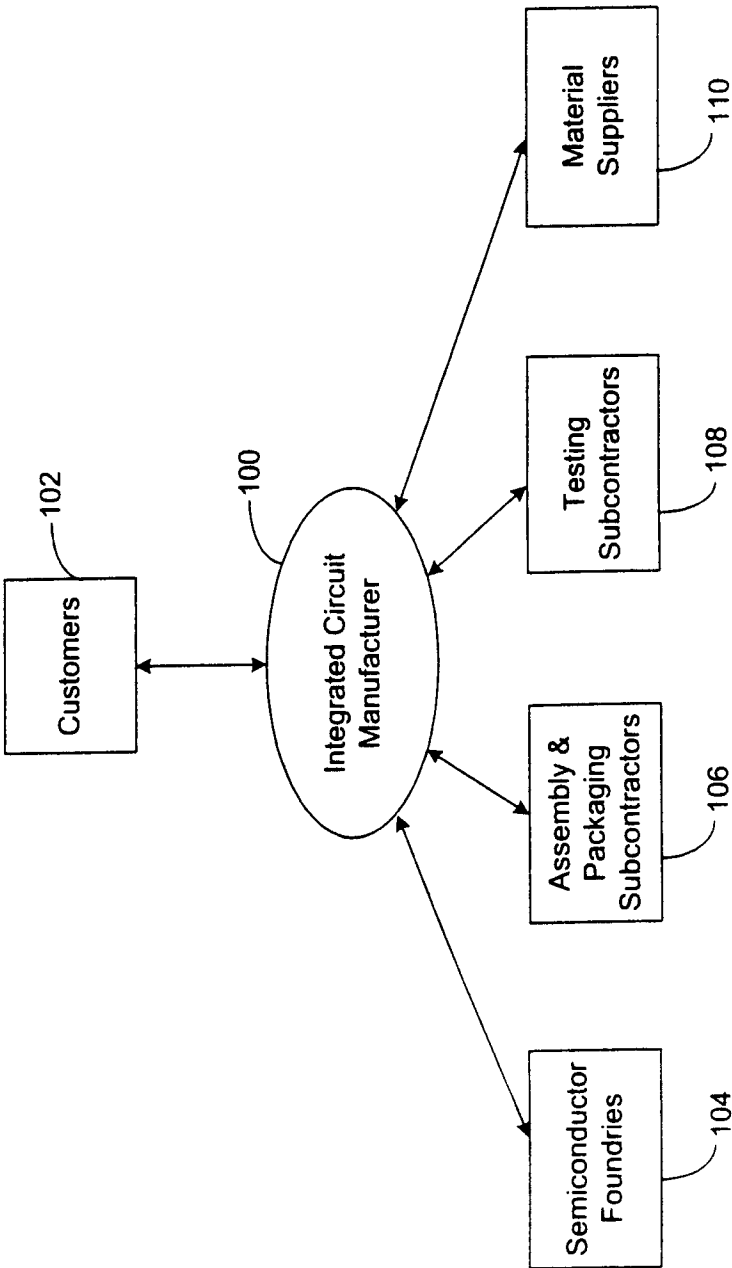 Customers
102
100
Integrated Circuit
Manufacturer
Semiconductor
Foundries
104
Assembly &
Packaging
Subcontractors
106
Testing
Subcontractors
108
Material
Suppliers
110